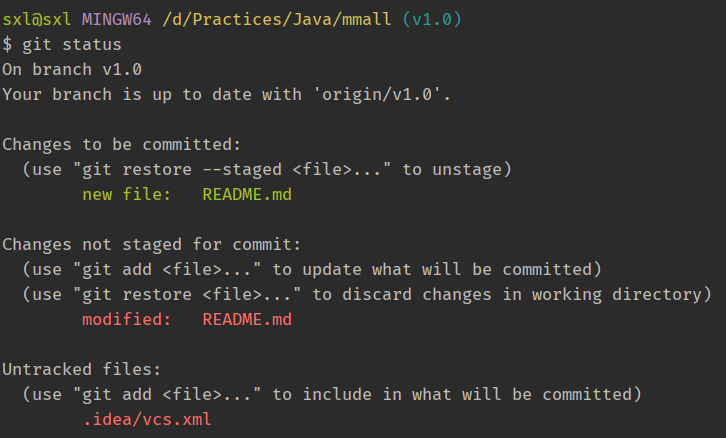 sxl@sxl MINGW64 /d/Practices/Java/mmall (v1.0)
$ git status
On branch v1.0
Your branch is up to date with 'origin/v1.0'.

Changes to be committed:
  (use "git restore --staged <file>..." to unstage)
        new file:   README.md

Changes not staged for commit:
  (use "git add <file>..." to update what will be committed)
  (use "git restore <file>..." to discard changes in working directory)
        modified:   README.md

Untracked files:
  (use "git add <file>..." to include in what will be committed)
        .idea/vcs.xml